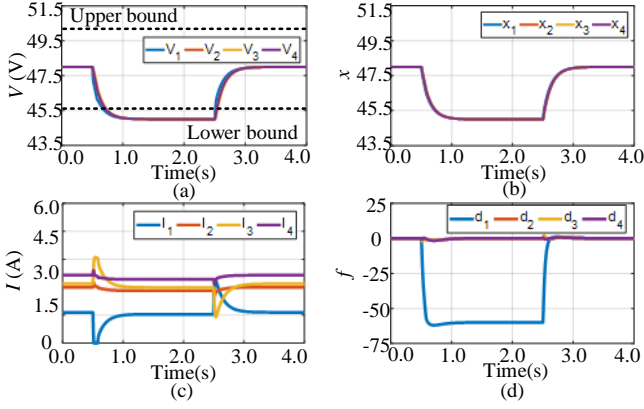 51.5
Upper bound
49.5
V1 V2 V3 V4
V (V)
47.5
45.5
Lower bound
43.5
0.0 1.0 2.0 3.0 4.0
Time(s)
(a)
51.5
x1 x2 x3 x4
49.5
x
47.5
45.5
43.5
0.0 1.0 2.0 3.0 4.0
Time(s)
(b)
6.0
I1 I2 I3 I4
4.5
I (A)
3.0
1.5
0
0.0 1.0 2.0 3.0 4.0
Time(s)
(c)
25
d1 d2 d3 d4
0
f
-25
-50
-75
0.0 1.0 2.0 3.0 4.0
Time(s)
(d)